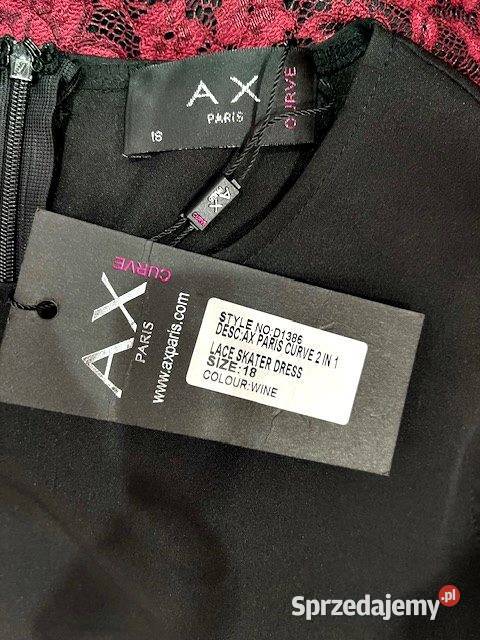 AX
PARIS
CURVE
18
AX
PARIS
CURVE
www.axparis.com
STYLE NO:D1386
DESC:AX PARIS CURVE 2 IN 1
LACE SKATER DRESS
SIZE:18
COLOUR:WINE
Sprzedajemy.pl